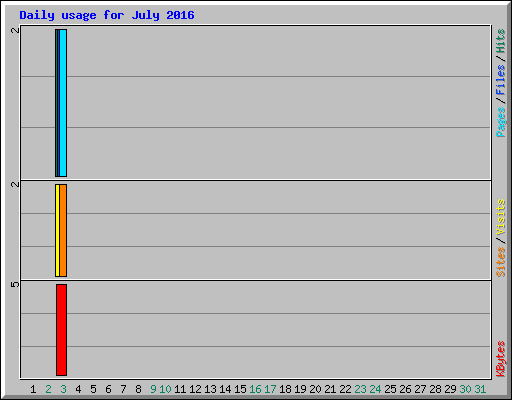 Daily usage for July 2016
2
Pages/Files/Hits
2
Sites/Visits
5
KBytes
1 2 3 4 5 6 7 8 9 10 11 12 13 14 15 16 17 18 19 20 21 22 23 24 25 26 27 28 29 30 31